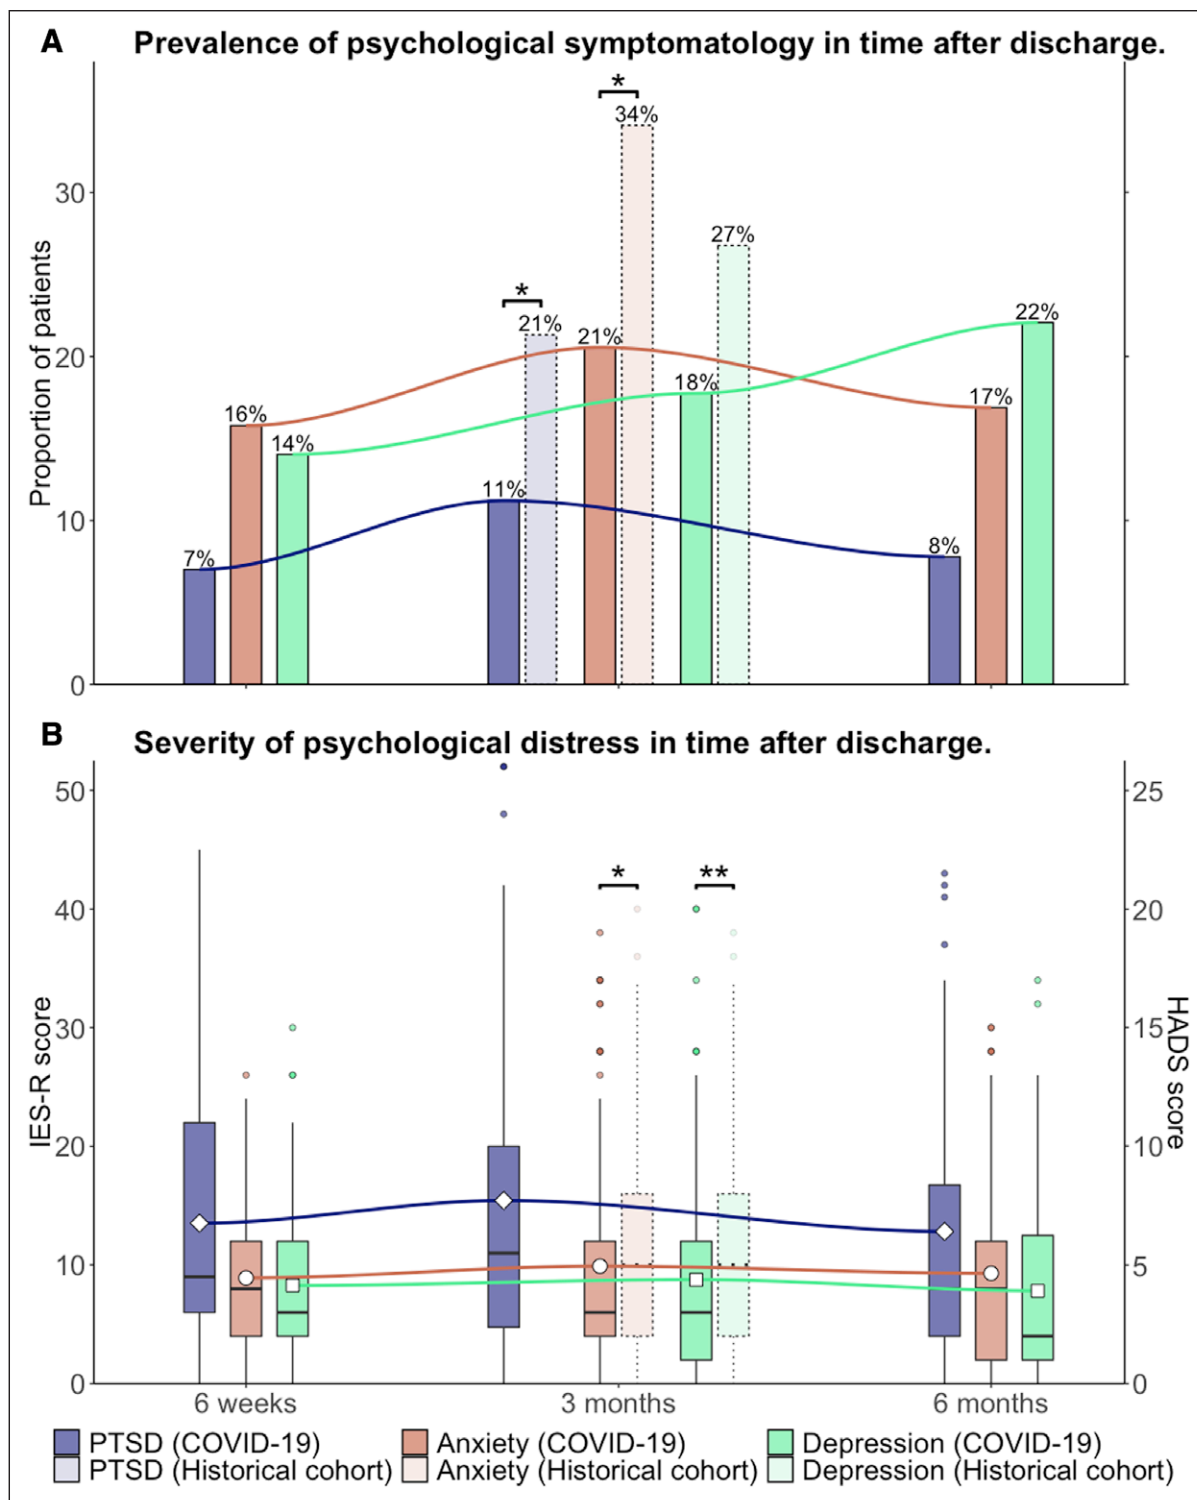 A
Prevalence of psychological symptomatology in time after discharge.
Proportion of patients
30
20
10
0
7%
16%
14%
11%
*
21%
21%
*
34%
18%
27%
8%
17%
22%
B
Severity of psychological distress in time after discharge.
IES-R score
50
40
30
20
10
0
*
**
HADS score
25
20
15
10
5
0
6 weeks
3 months
6 months
PTSD (COVID-19)
Anxiety (COVID-19)
Depression (COVID-19)
PTSD (Historical cohort)
Anxiety (Historical cohort)
Depression (Historical cohort)